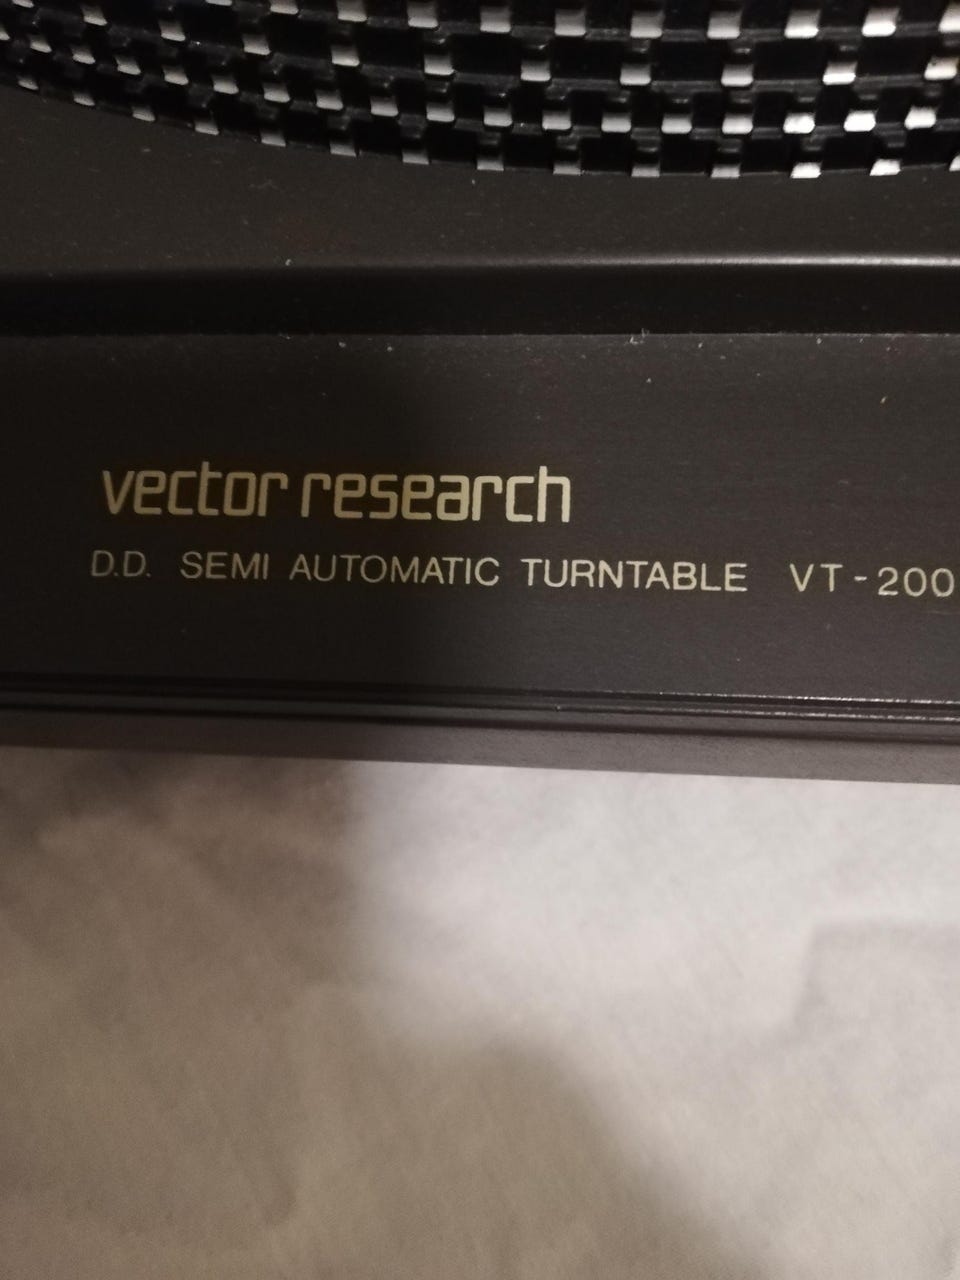 vector research
D.D. SEMI AUTOMATIC TURNTABLE VT-200